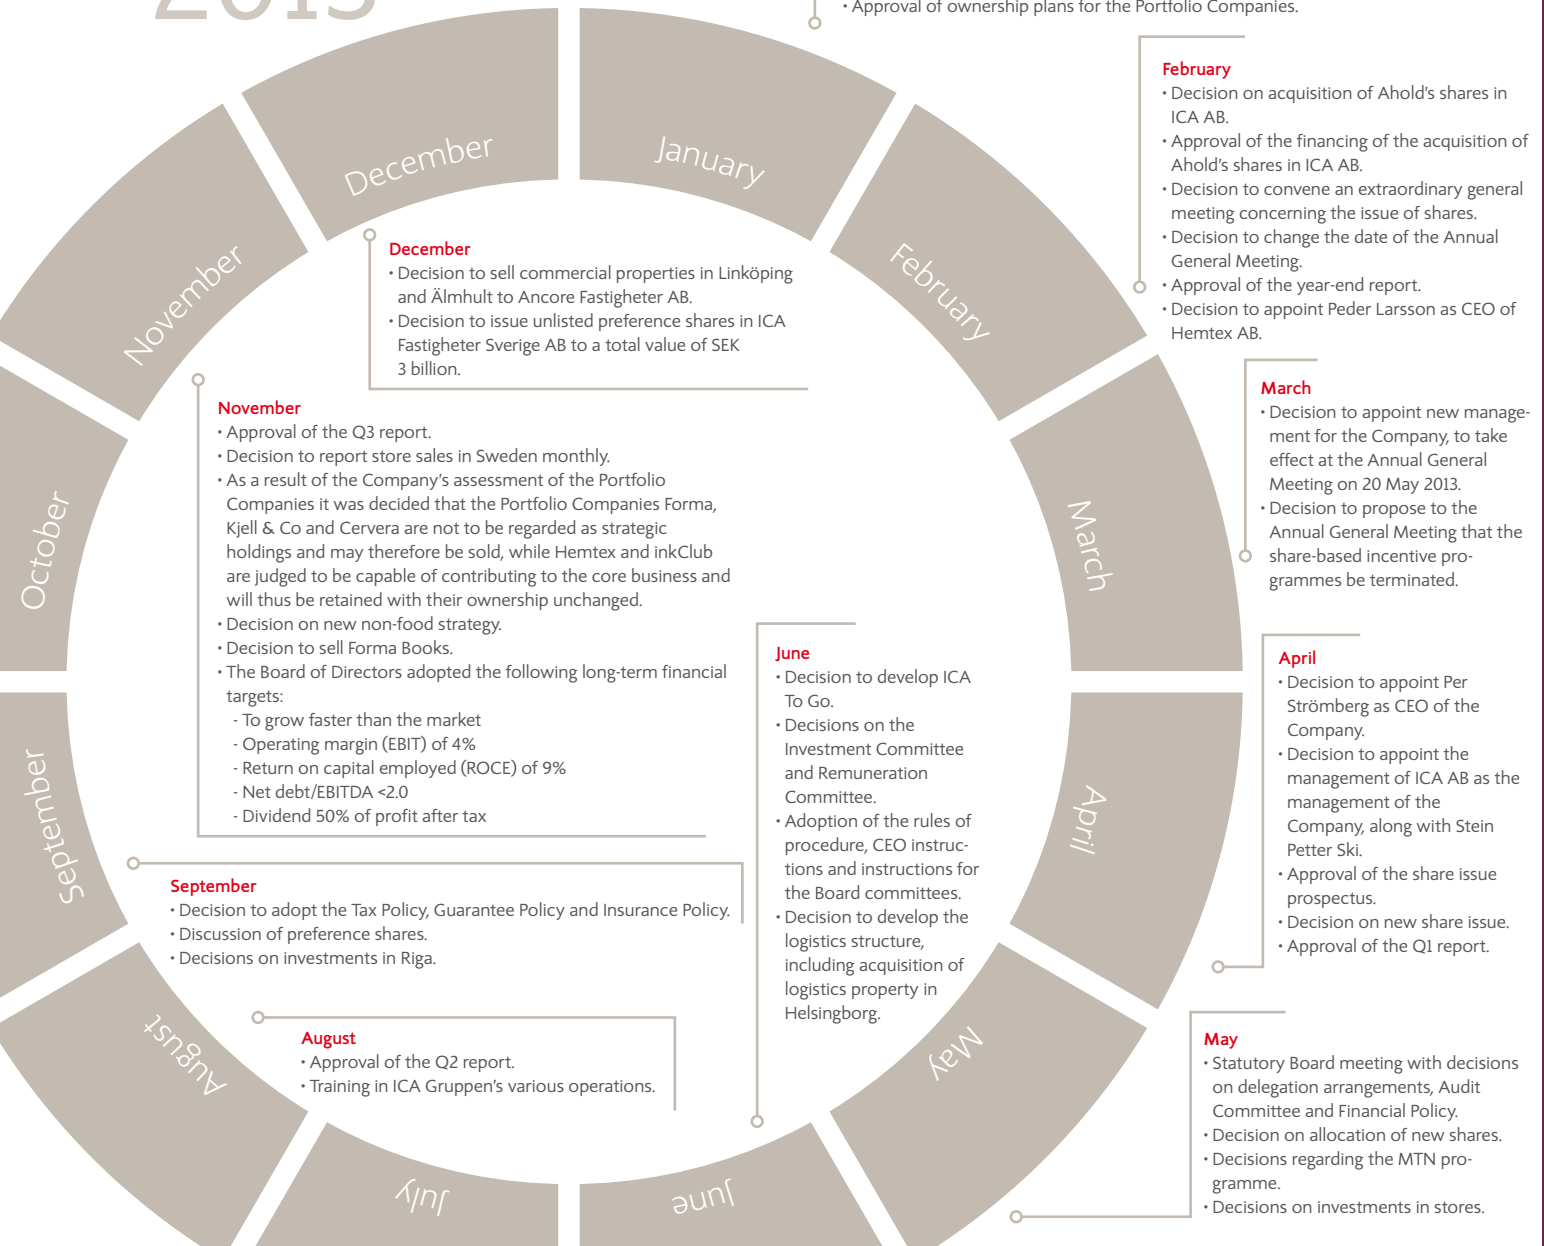 2013
• Approval of ownership plans for the Portfolio Companies.
January
February
March
April
May
June
July
August
September
October
November
December
February
• Decision on acquisition of Ahold's shares in
ICA AB.
• Approval of the financing of the acquisition of
Ahold's shares in ICA AB.
• Decision to convene an extraordinary general
meeting concerning the issue of shares.
• Decision to change the date of the Annual
General Meeting.
• Approval of the year-end report.
• Decision to appoint Peder Larsson as CEO of
Hemtex AB.
March
• Decision to appoint new manage-
ment for the Company, to take
effect at the Annual General
Meeting on 20 May 2013.
• Decision to propose to the
Annual General Meeting that the
share-based incentive pro-
grammes be terminated.
April
• Decision to appoint Per
Strömberg as CEO of the
Company.
• Decision to appoint the
management of ICA AB as the
management of the
Company, along with Stein
Petter Ski.
• Approval of the share issue
prospectus.
• Decision on new share issue.
• Approval of the Q1 report.
May
• Statutory Board meeting with decisions
on delegation arrangements, Audit
Committee and Financial Policy.
• Decision on allocation of new shares.
• Decisions regarding the MTN pro-
gramme.
• Decisions on investments in stores.
June
• Decision to develop ICA
To Go.
• Decisions on the
Investment Committee
and Remuneration
Committee.
• Adoption of the rules of
procedure, CEO instruc-
tions and instructions for
the Board committees.
• Decision to develop the
logistics structure,
including acquisition of
logistics property in
Helsingborg.
August
• Approval of the Q2 report.
• Training in ICA Gruppen's various operations.
September
• Decision to adopt the Tax Policy, Guarantee Policy and Insurance Policy.
• Discussion of preference shares.
• Decisions on investments in Riga.
November
• Approval of the Q3 report.
• Decision to report store sales in Sweden monthly.
• As a result of the Company's assessment of the Portfolio
Companies it was decided that the Portfolio Companies Forma,
Kjell & Co and Cervera are not to be regarded as strategic
holdings and may therefore be sold, while Hemtex and inkClub
are judged to be capable of contributing to the core business and
will thus be retained with their ownership unchanged.
• Decision on new non-food strategy.
• Decision to sell Forma Books.
• The Board of Directors adopted the following long-term financial
targets:
- To grow faster than the market
- Operating margin (EBIT) of 4%
- Return on capital employed (ROCE) of 9%
- Net debt/EBITDA <2.0
- Dividend 50% of profit after tax
December
• Decision to sell commercial properties in Linköping
and Älmhult to Ancore Fastigheter AB.
• Decision to issue unlisted preference shares in ICA
Fastigheter Sverige AB to a total value of SEK
3 billion.